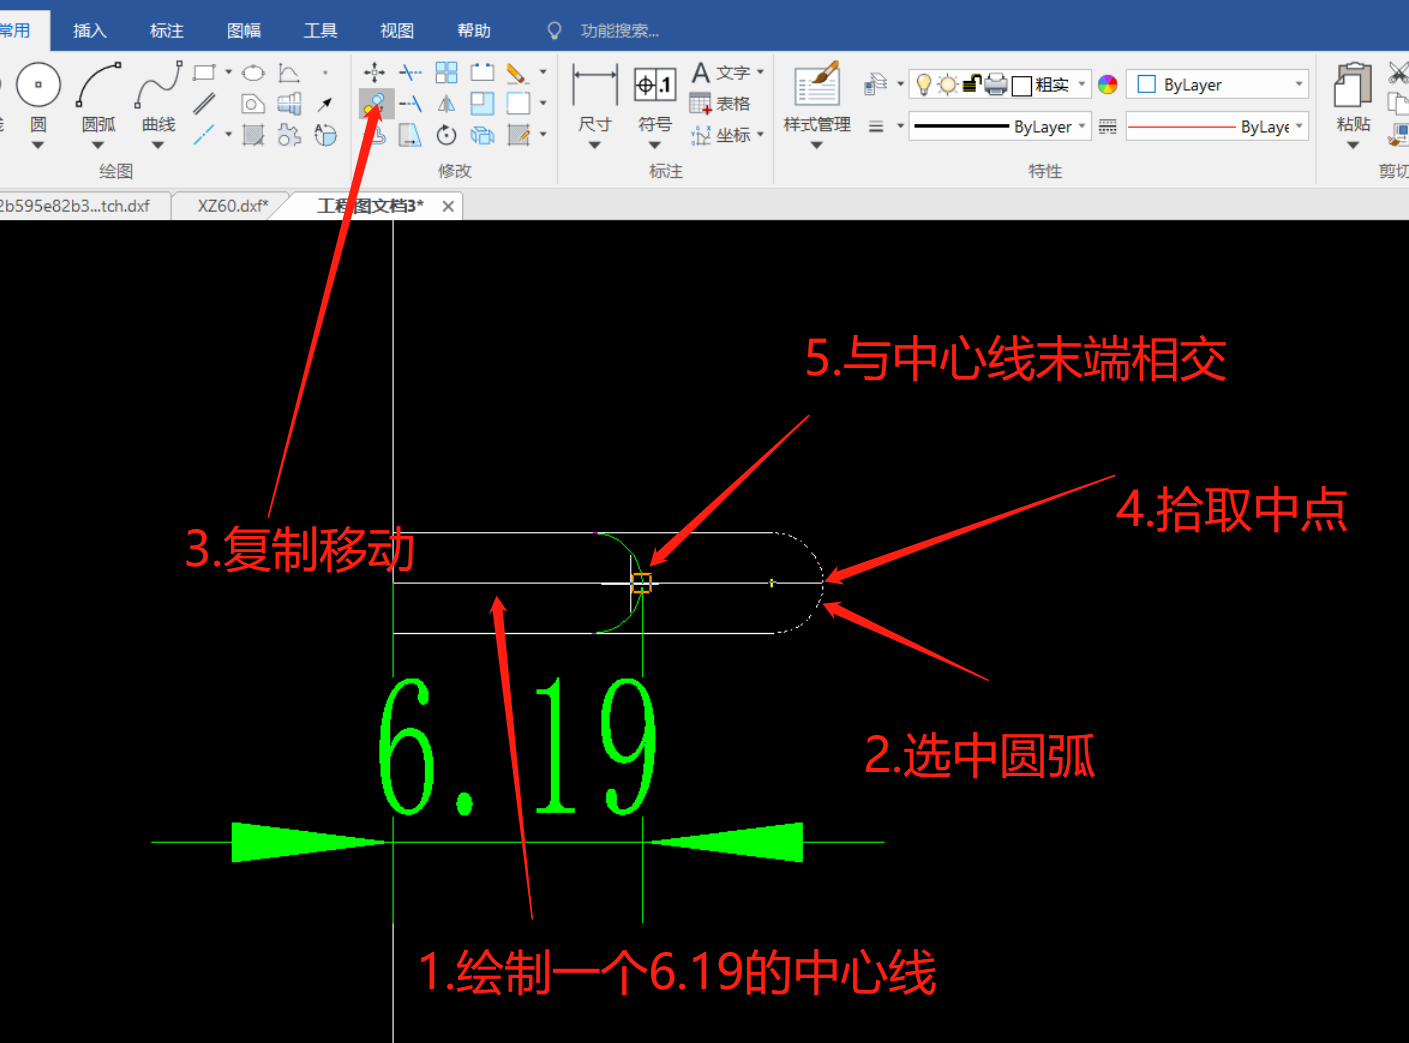 常用 插入 标注 图幅 工具 视图 帮助 功能搜索...
圆 圆弧 曲线 尺寸 符号 文字 表格 坐标 样式管理 粗实 ByLayer ByLayer ByLaye 粘贴
.1
绘图 修改 标注 特性 剪切
2b595e82b3...tch.dxf XZ60.dxf* 工程图文档3*
5.与中心线末端相交
4.拾取中点
3.复制移动
6.19
2.选中圆弧
1.绘制一个6.19的中心线